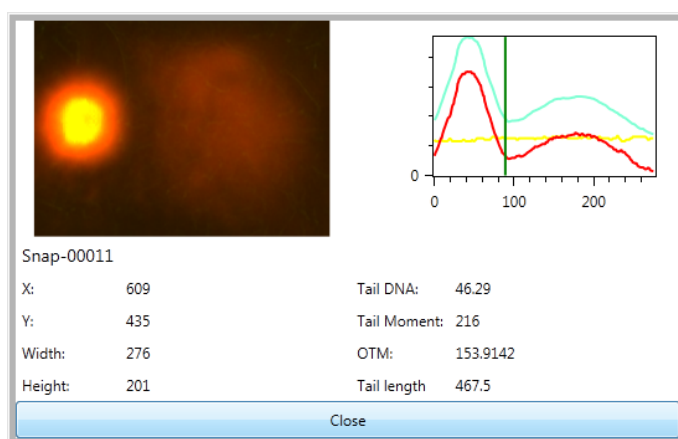 0
0 100 200
Snap-00011
X: 609 Tail DNA: 46.29
Y: 435 Tail Moment: 216
Width: 276 OTM: 153.9142
Height: 201 Tail length 467.5
Close